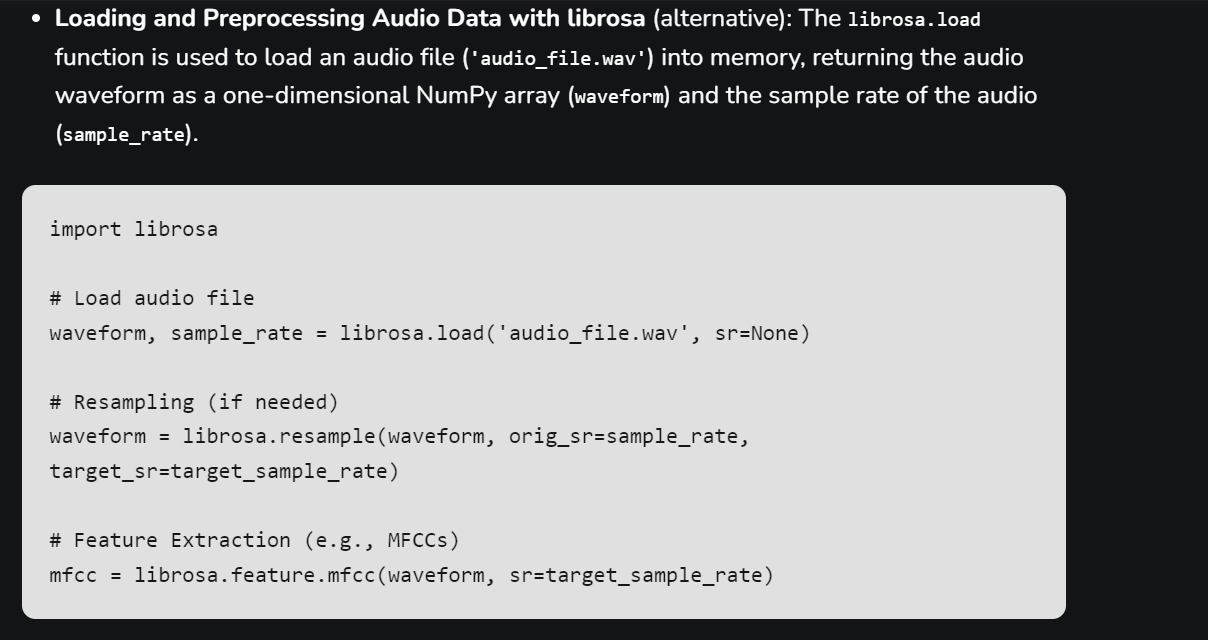 • Loading and Preprocessing Audio Data with librosa (alternative): The librosa.load
function is used to load an audio file ('audio_file.wav') into memory, returning the audio
waveform as a one-dimensional NumPy array (waveform) and the sample rate of the audio
(sample_rate).
import librosa
# Load audio file
waveform, sample_rate = librosa.load('audio_file.wav', sr=None)
# Resampling (if needed)
waveform = librosa.resample(waveform, orig_sr=sample_rate,
target_sr=target_sample_rate)
# Feature Extraction (e.g., MFCCs)
mfcc = librosa.feature.mfcc(waveform, sr=target_sample_rate)